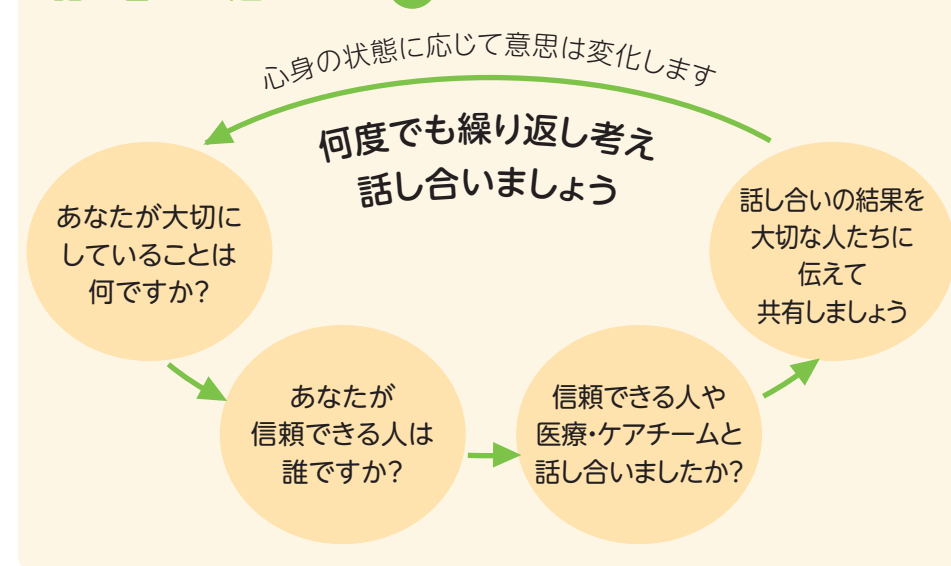 心身の状態に応じて意思は変化します
何度でも繰り返し考え
話し合いましょう
あなたが大切に
していることは
何ですか?
あなたが
信頼できる人は
誰ですか?
信頼できる人や
医療・ケアチームと
話し合いましたか?
話し合いの結果を
大切な人たちに
伝えて
共有しましょう